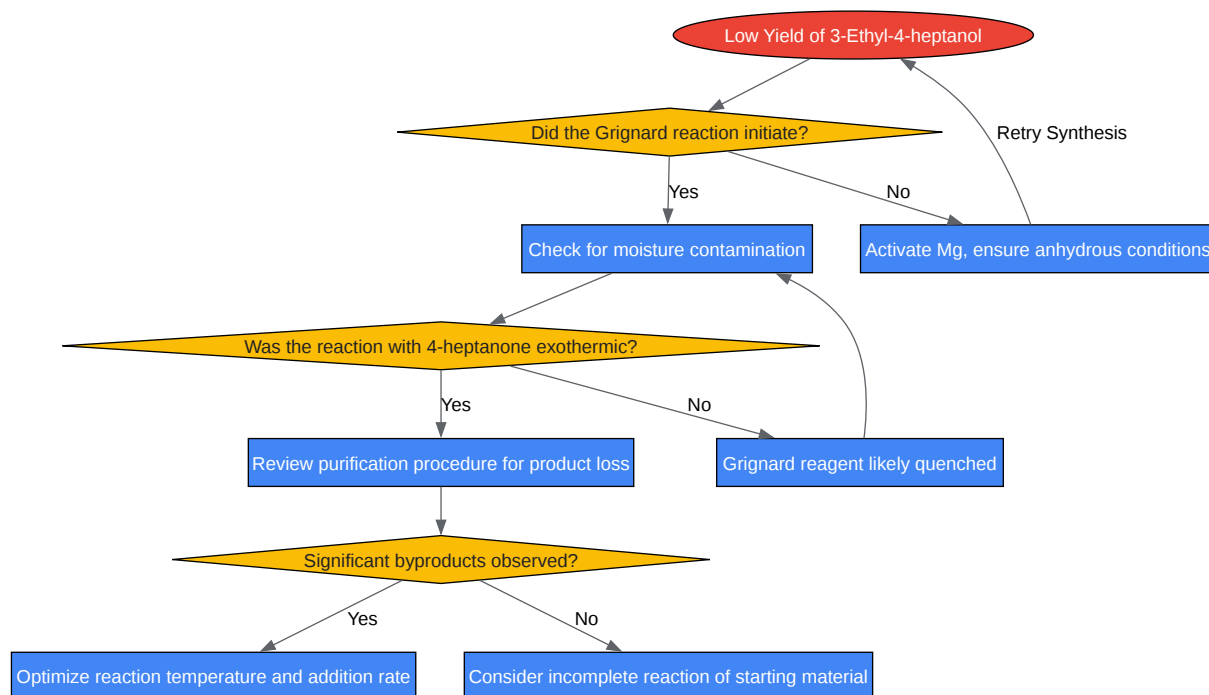 Low Yield of 3-Ethyl-4-heptanol
Did the Grignard reaction initiate?
Retry Synthesis
Yes
No
Check for moisture contamination
Activate Mg, ensure anhydrous conditions
Was the reaction with 4-heptanone exothermic?
Yes
No
Review purification procedure for product loss
Grignard reagent likely quenched
Significant byproducts observed?
Yes
No
Optimize reaction temperature and addition rate
Consider incomplete reaction of starting material